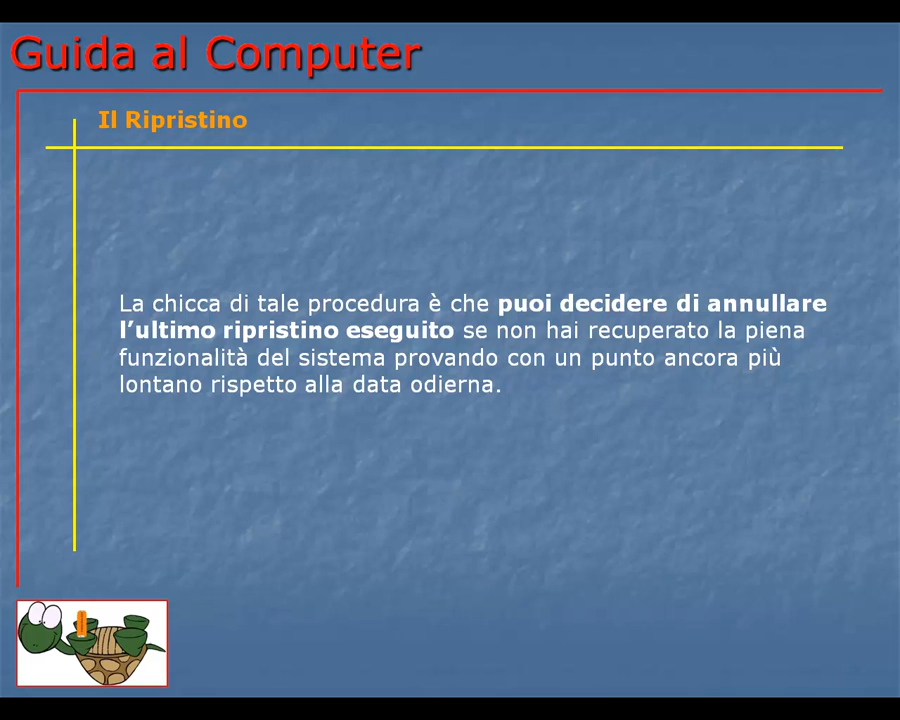 Guida al Computer
Il Ripristino
La chicca di tale procedura è che puoi decidere di annullare
l’ultimo ripristino eseguito se non hai recuperato la piena
funzionalità del sistema provando con un punto ancora più
lontano rispetto alla data odierna.